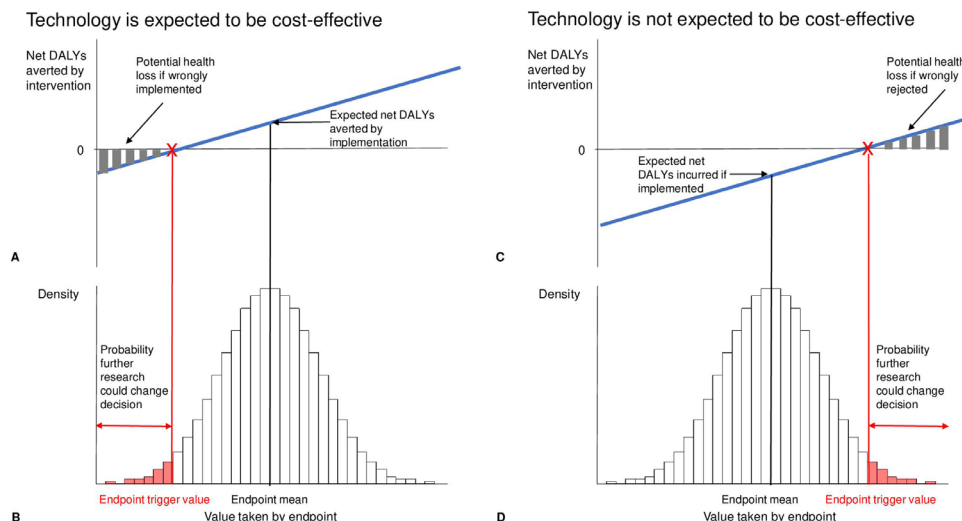 Technology is expected to be cost-effective
Net DALYs
averted by
intervention
Potential health
loss if wrongly
implemented
Expected net DALYs
averted by
implementation
0
X
A
Density
Probability
further
research
could change
decision
Endpoint trigger value
Endpoint mean
B
Value taken by endpoint
Technology is not expected to be cost-effective
Net DALYs
averted by
intervention
Potential health
loss if wrongly
rejected
0
X
Expected net
DALYs incurred if
implemented
C
Density
Probability
further
research
could change
decision
Endpoint mean
Endpoint trigger value
D
Value taken by endpoint